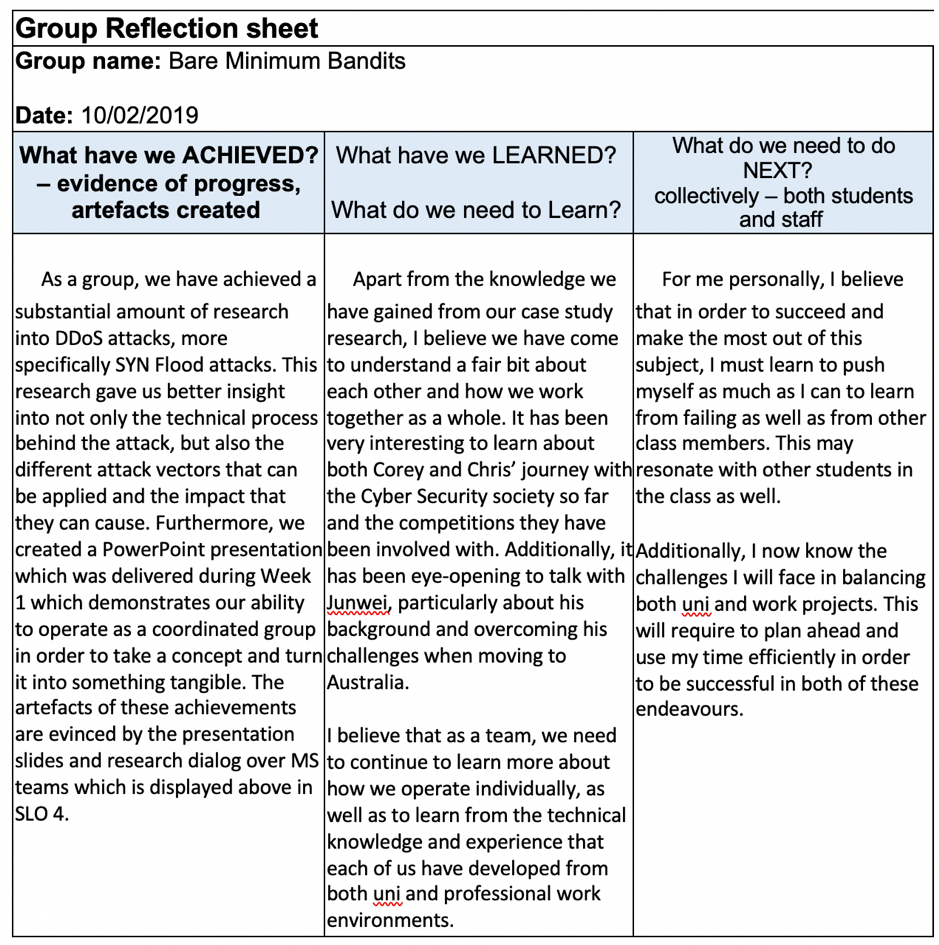 Group Reflection sheet
Group name: Bare Minimum Bandits
Date: 10/02/2019
What have we ACHIEVED?
– evidence of progress,
artefacts created
What have we LEARNED?
What do we need to Learn?
What do we need to do
NEXT?
collectively – both students
and staff
As a group, we have achieved a
substantial amount of research
into DDoS attacks, more
specifically SYN Flood attacks. This
research gave us better insight
into not only the technical process
behind the attack, but also the
different attack vectors that can
be applied and the impact that
they can cause. Furthermore, we
created a PowerPoint presentation
which was delivered during Week
1 which demonstrates our ability
to operate as a coordinated group
in order to take a concept and turn
it into something tangible. The
artefacts of these achievements
are evinced by the presentation
slides and research dialog over MS
teams which is displayed above in
SLO 4.
Apart from the knowledge we
have gained from our case study
research, I believe we have come
to understand a fair bit about
each other and how we work
together as a whole. It has been
very interesting to learn about
both Corey and Chris’ journey with
the Cyber Security society so far
and the competitions they have
been involved with. Additionally, it
has been eye-opening to talk with
Junwei, particularly about his
background and overcoming his
challenges when moving to
Australia.
I believe that as a team, we need
to continue to learn more about
how we operate individually, as
well as to learn from the technical
knowledge and experience that
each of us have developed from
both uni and professional work
environments.
For me personally, I believe
that in order to succeed and
make the most out of this
subject, I must learn to push
myself as much as I can to learn
from failing as well as from other
class members. This may
resonate with other students in
the class as well.
Additionally, I now know the
challenges I will face in balancing
both uni and work projects. This
will require to plan ahead and
use my time efficiently in order
to be successful in both of these
endeavours.